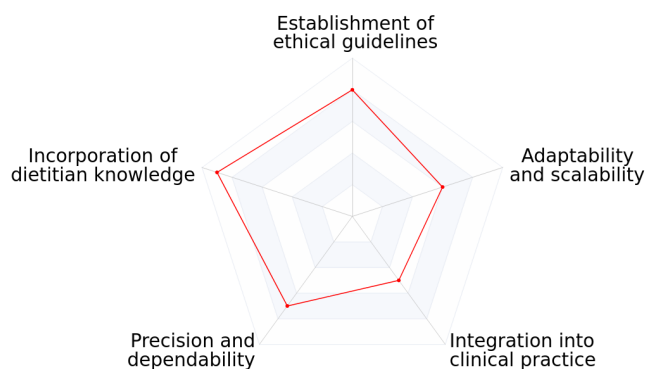 Establishment of
ethical guidelines
Incorporation of
dietitian knowledge
Adaptability
and scalability
Precision and
dependability
Integration into
clinical practice